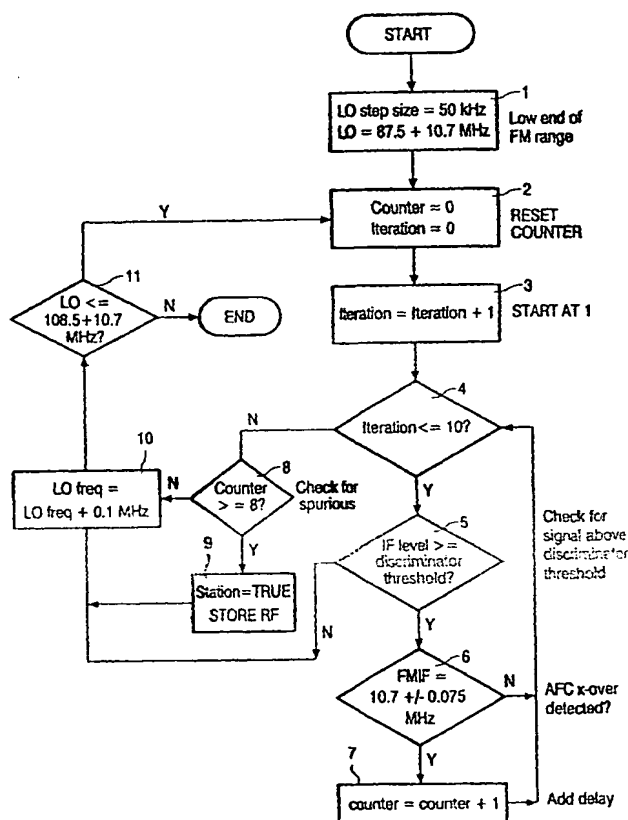 START
1
LO step size = 50 kHz
LO = 87.5 + 10.7 MHz
Low end of
FM range
2
Counter = 0
Iteration = 0
RESET
COUNTER
Y
3
Iteration = Iteration + 1
START AT 1
11
LO <=
108.5+10.7
MHz?
N
END
4
Iteration <= 10?
N
Y
10
LO freq =
LO freq + 0.1 MHz
N
8
Counter
>= 8?
Check for
spurious
Y
9
Station=TRUE
STORE RF
5
IF level >=
discriminator
threshold?
N
Y
Check for
signal above
discriminator
threshold
6
FMIF =
10.7 +/- 0.075
MHz
N
Y
AFC x-over
detected?
7
counter = counter + 1
Add delay